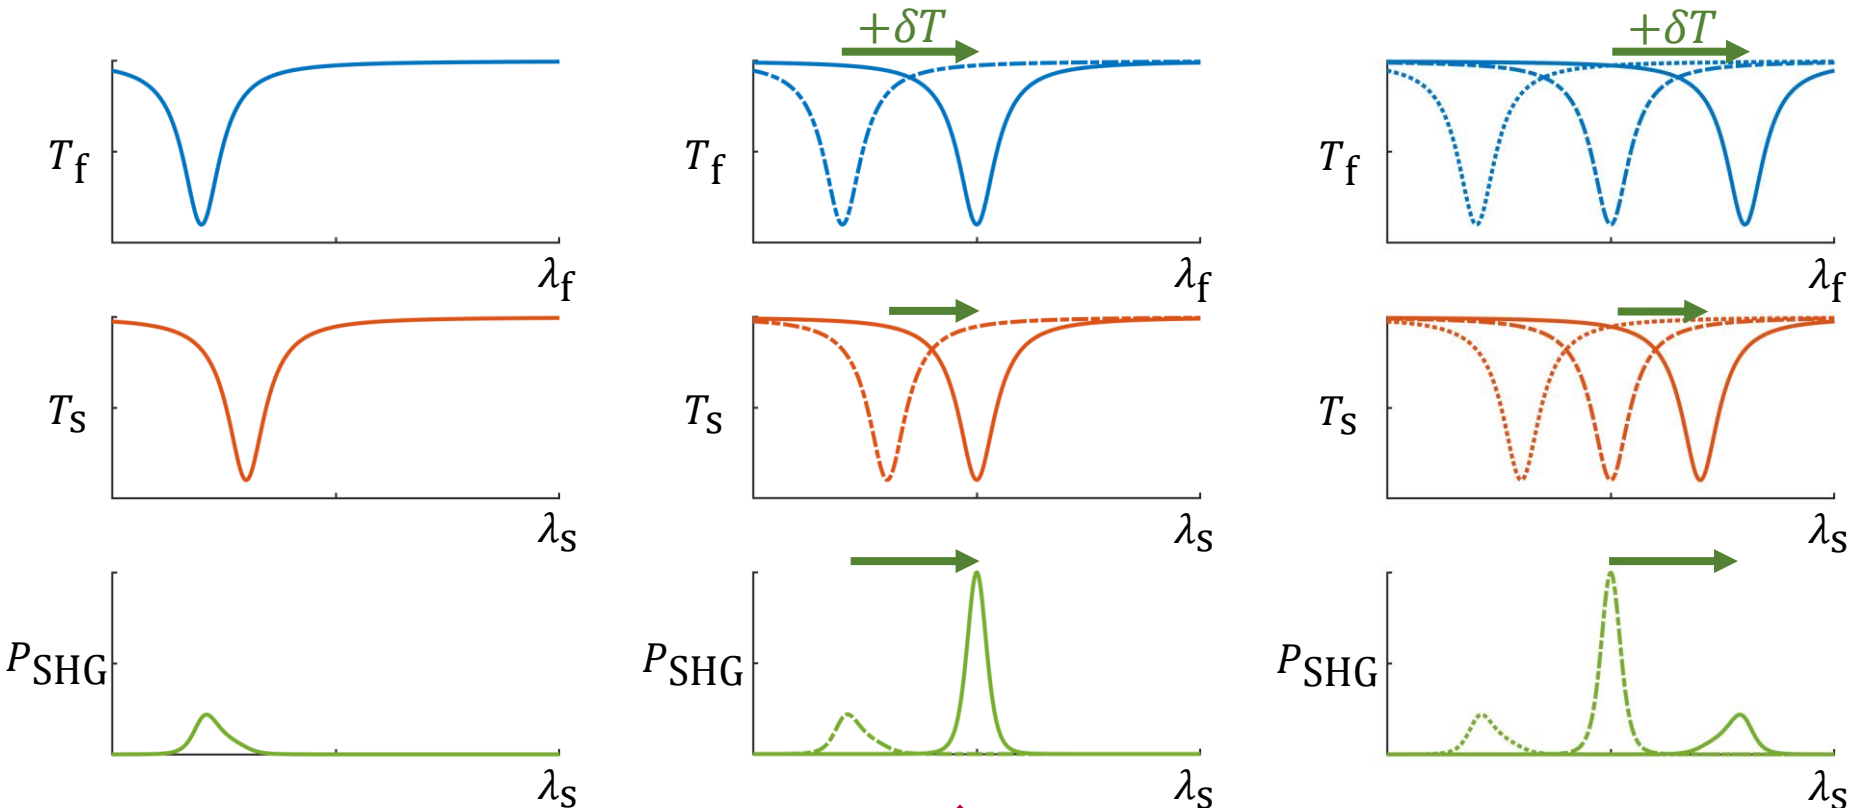 +δT +δT
T_f T_f T_f
λ_f λ_f λ_f
T_s T_s T_s
λ_s λ_s λ_s
P_SHG P_SHG P_SHG
λ_s λ_s λ_s